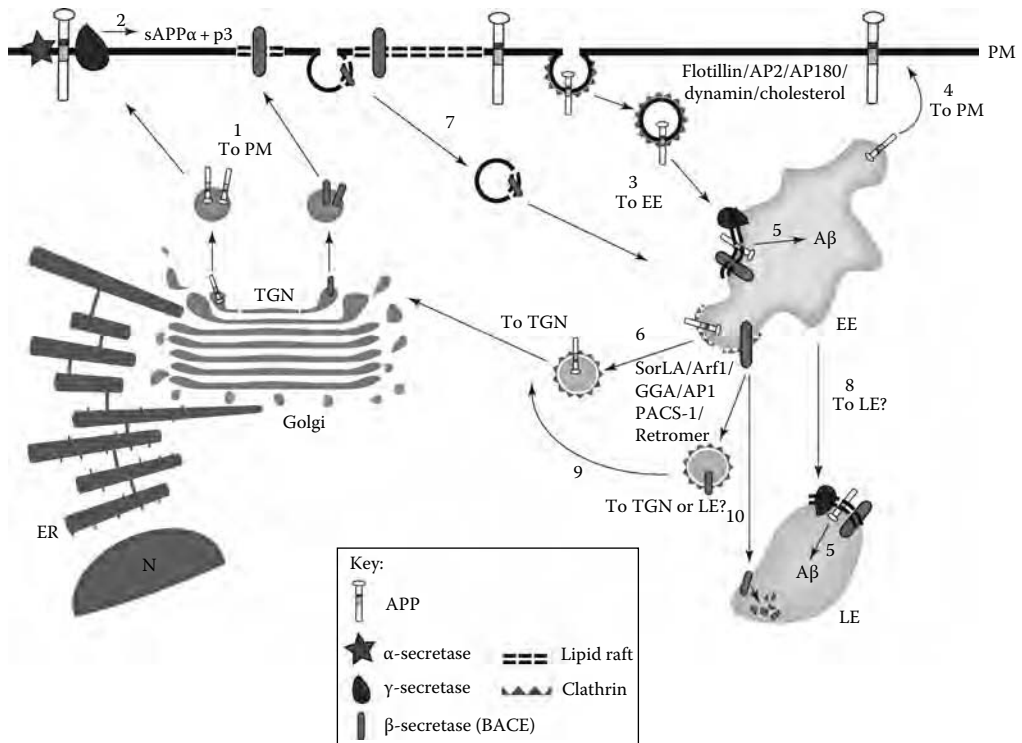 2
sAPPα + p3
PM
Flotillin/AP2/AP180/
dynamin/cholesterol
4
To PM
1
To PM
7
3
To EE
5
Aβ
TGN
EE
To TGN
6
SorLA/Arf1/
GGA/AP1
PACS-1/
Retromer
8
To LE?
Golgi
9
To TGN or LE?
10
ER
N
5
Aβ
LE
Key:
APP
α-secretase
Lipid raft
γ-secretase
Clathrin
β-secretase (BACE)